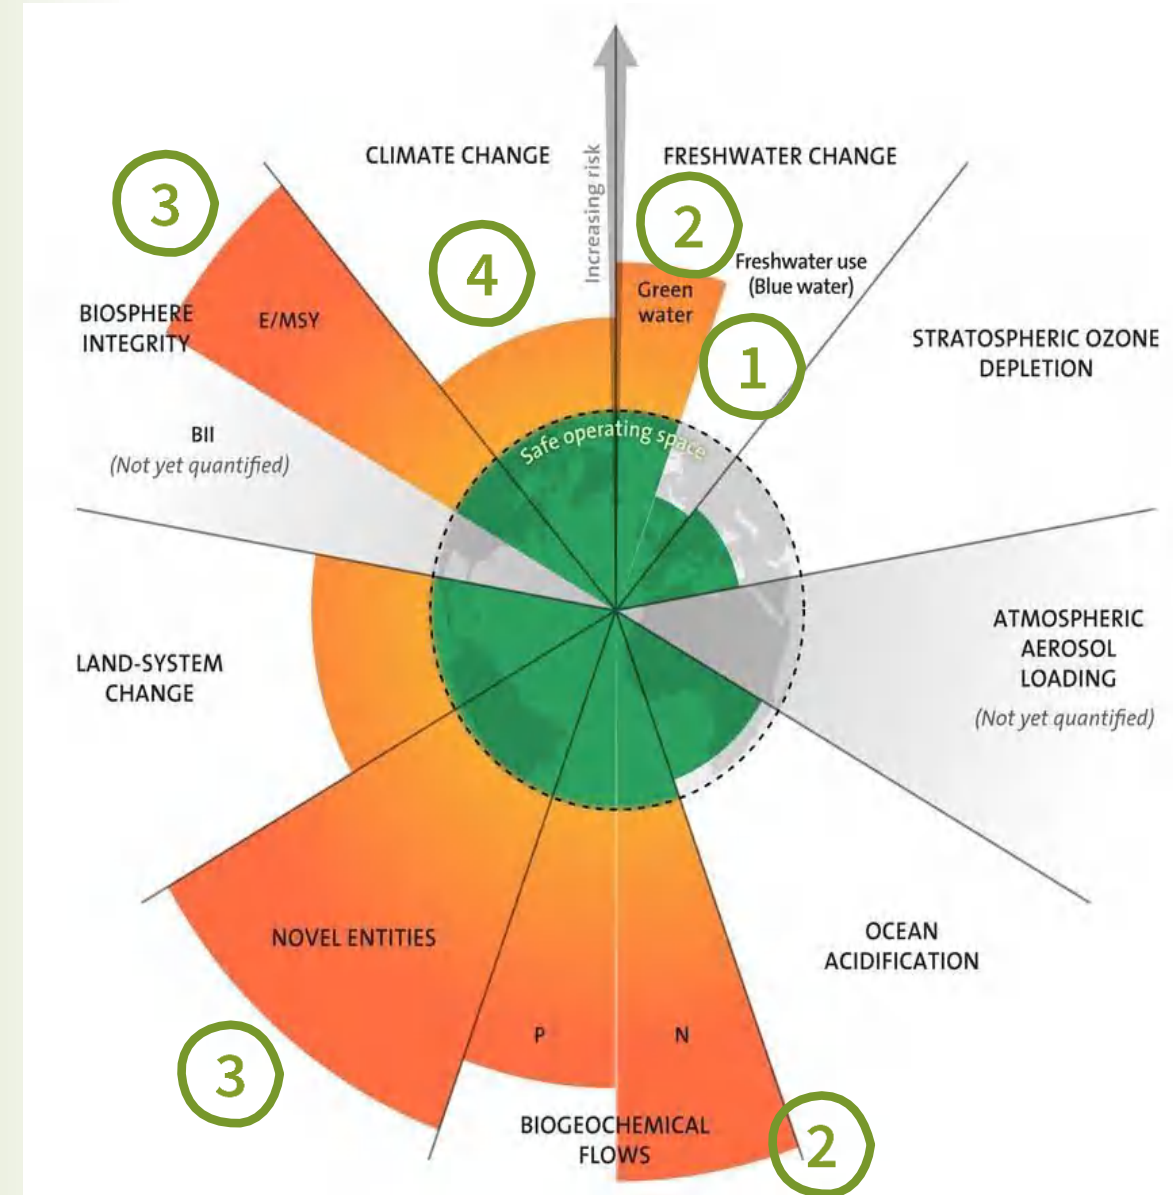 CLIMATE CHANGE
Increasing risk
FRESHWATER CHANGE
3
2
4
Freshwater use
(Blue water)
Green
water
BIOSPHERE
INTEGRITY
E/MSY
1
STRATOSPHERIC OZONE
DEPLETION
BII
(Not yet quantified)
Safe operating space
ATMOSPHERIC
AEROSOL
LOADING
(Not yet quantified)
LAND-SYSTEM
CHANGE
NOVEL ENTITIES
OCEAN
ACIDIFICATION
P
N
3
BIOGEOCHEMICAL
FLOWS
2